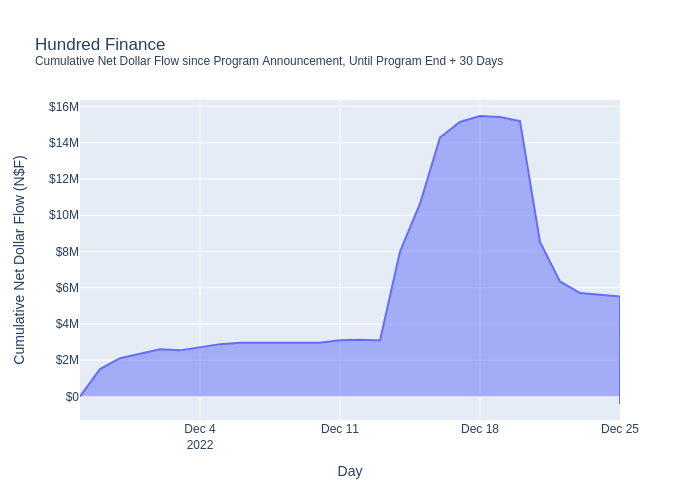 Hundred Finance
Cumulative Net Dollar Flow since Program Announcement, Until Program End + 30 Days
Cumulative Net Dollar Flow (N$F)
$16M
$14M
$12M
$10M
$8M
$6M
$4M
$2M
$0
Dec 4
2022
Dec 11
Dec 18
Dec 25
Day